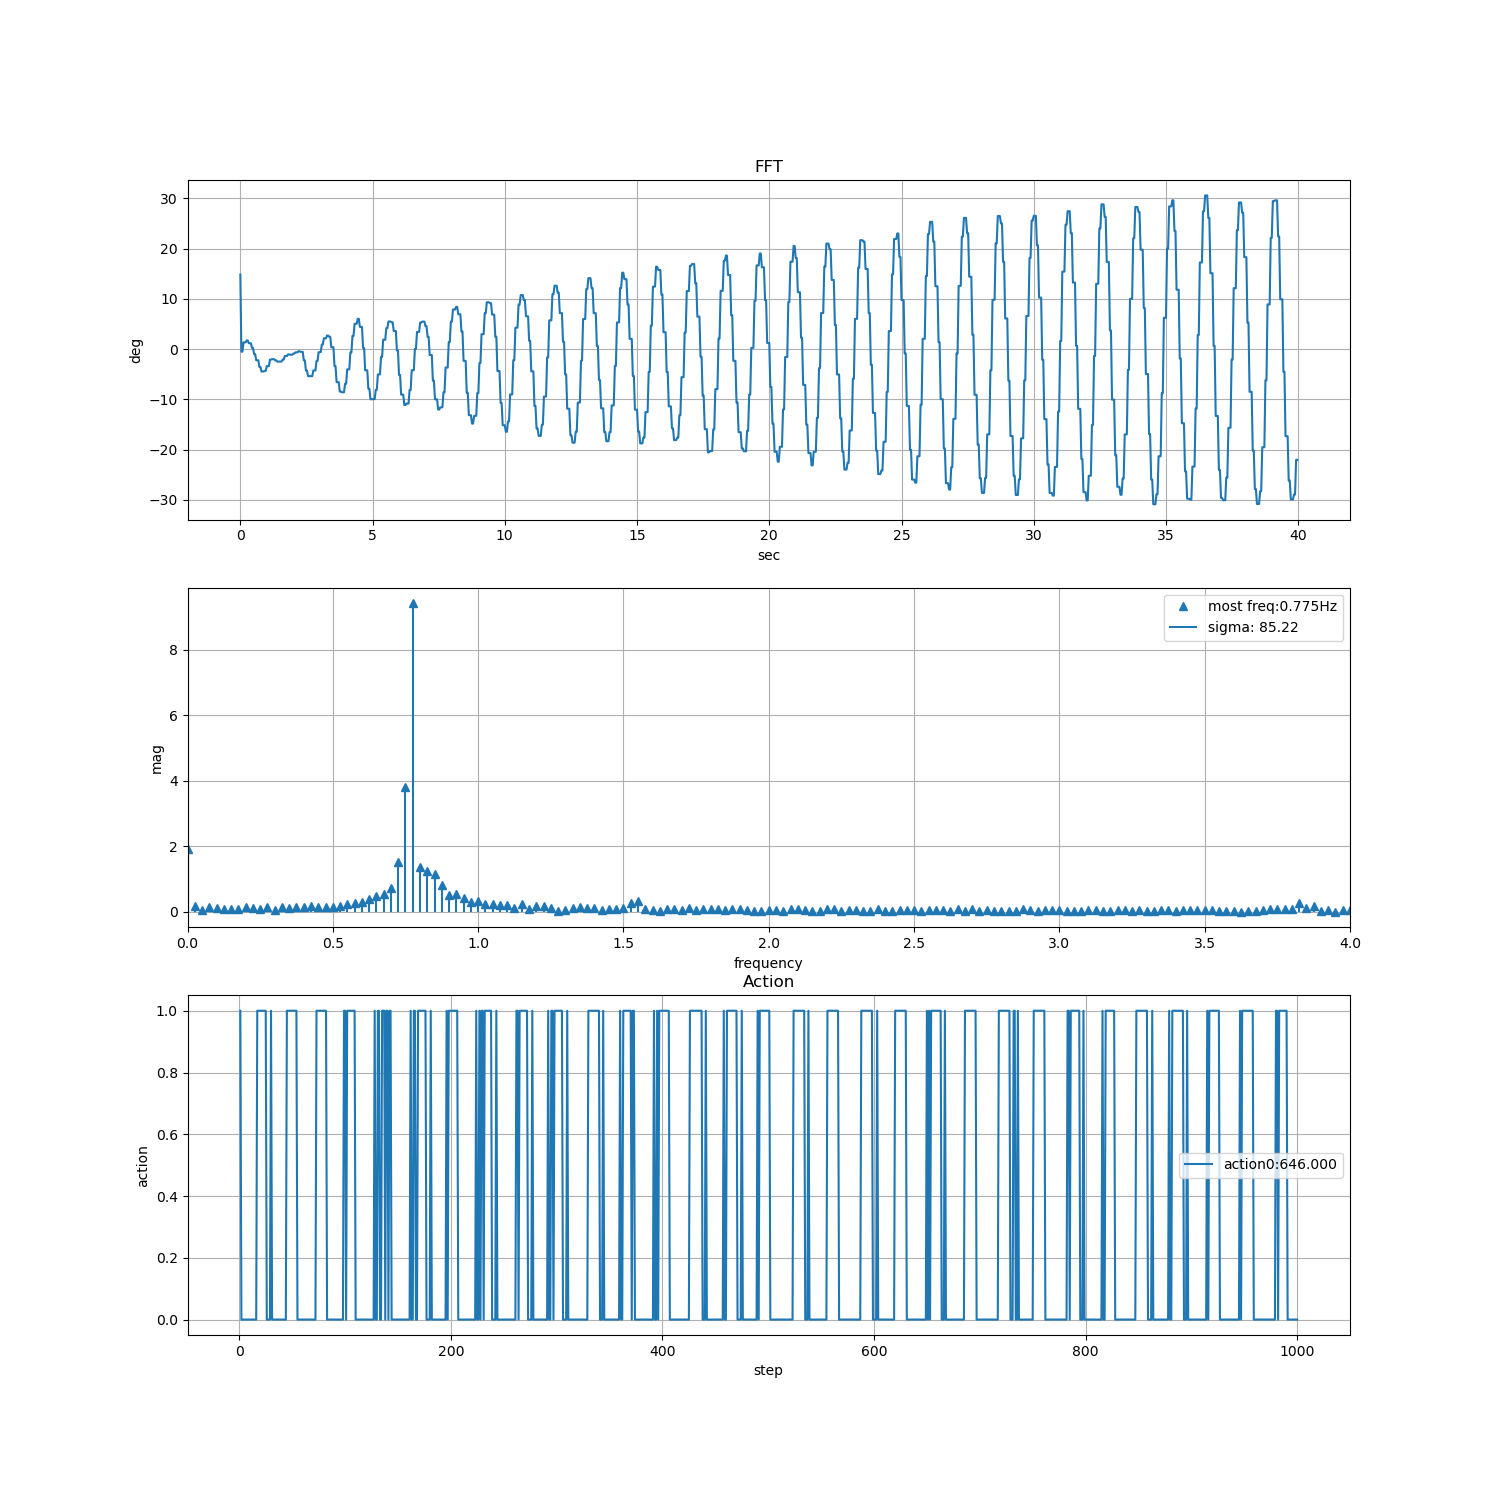 FFT
30
20
10
0
−10
−20
−30
deg
0 5 10 15 20 25 30 35 40
sec
most freq:0.775Hz
sigma: 85.22
8
6
4
2
0
mag
0.0 0.5 1.0 1.5 2.0 2.5 3.0 3.5 4.0
frequency
Action
1.0
0.8
0.6
0.4
0.2
0.0
action
action0:646.000
0 200 400 600 800 1000
step